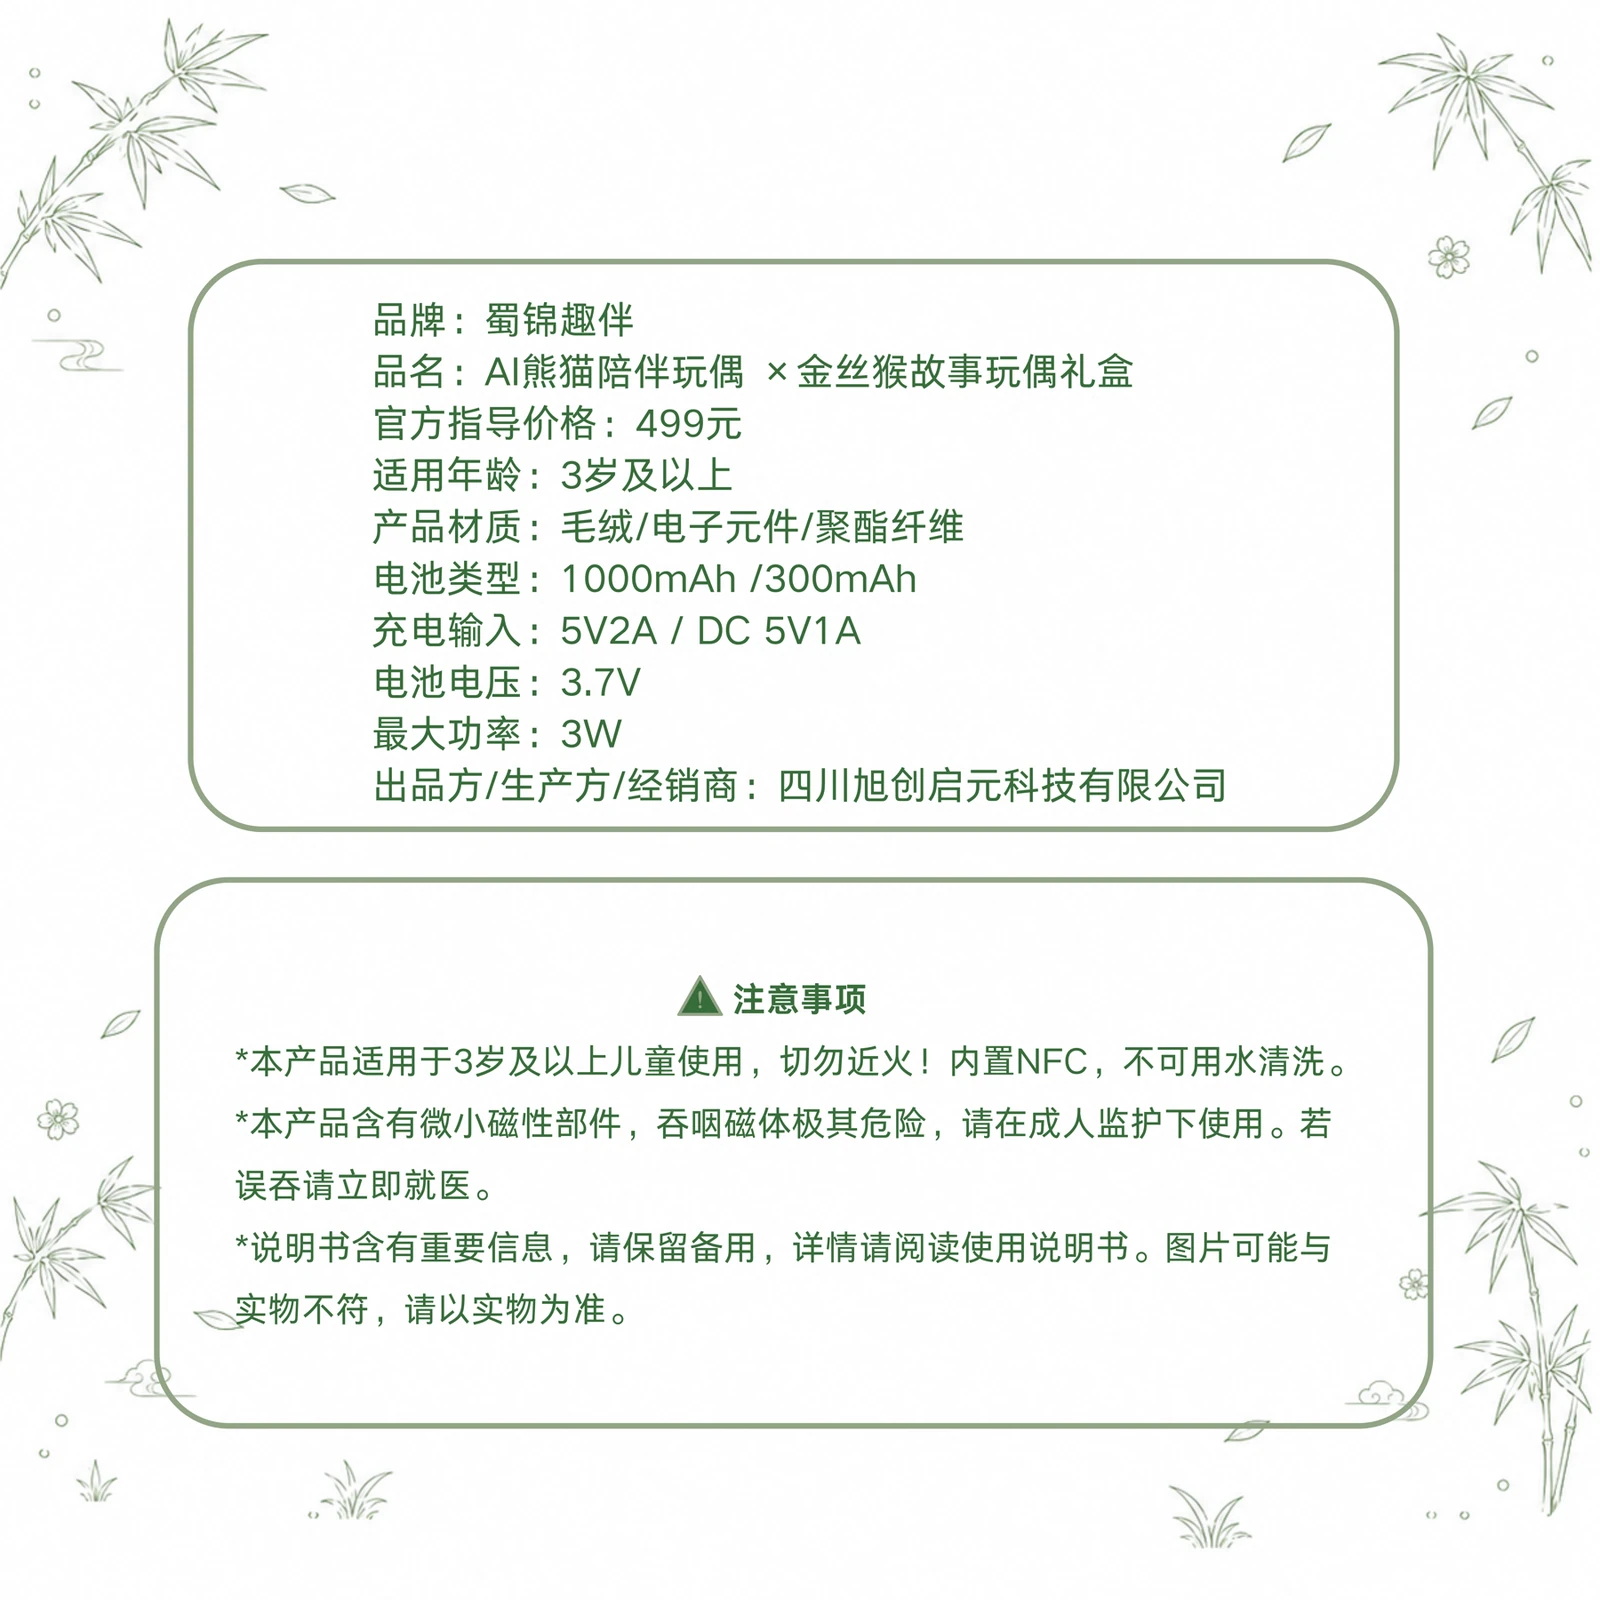 品牌：蜀锦趣伴
品名：AI熊猫陪伴玩偶 ×金丝猴故事玩偶礼盒
官方指导价格：499元
适用年龄：3岁及以上
产品材质：毛绒/电子元件/聚酯纤维
电池类型：1000mAh /300mAh
充电输入：5V2A / DC 5V1A
电池电压：3.7V
最大功率：3W
出品方/生产方/经销商：四川旭创启元科技有限公司
注意事项
*本产品适用于3岁及以上儿童使用，切勿近火！内置NFC，不可用水清洗。
*本产品含有微小磁性部件，吞咽磁体极其危险，请在成人监护下使用。若
误吞请立即就医。
*说明书含有重要信息，请保留备用，详情请阅读使用说明书。图片可能与
实物不符，请以实物为准。